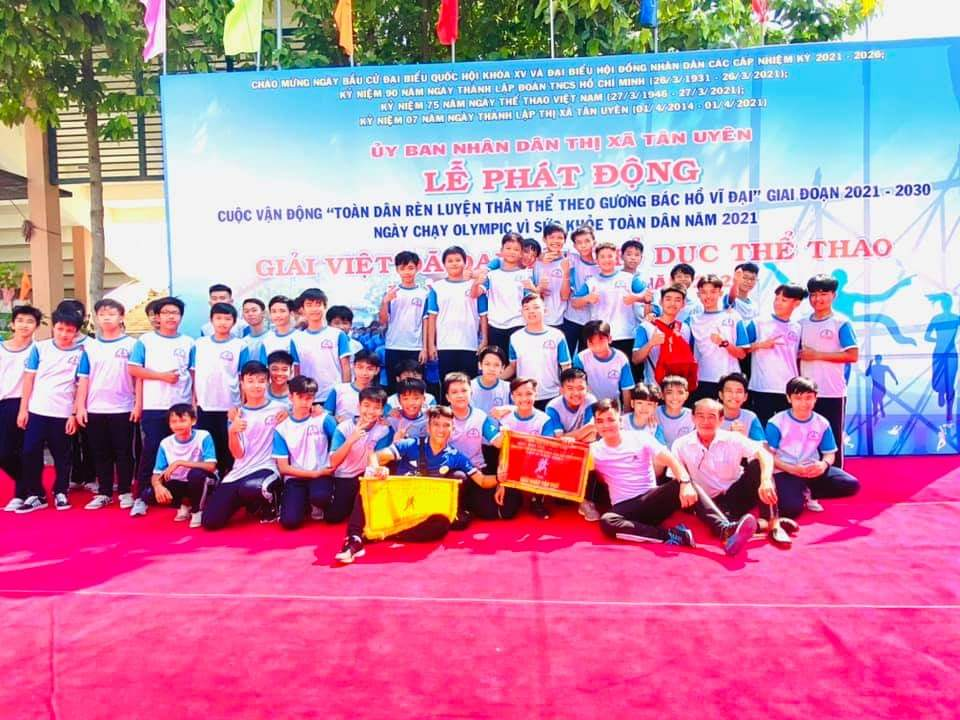 CHÀO MỪNG NGÀY BẦU CỬ ĐẠI BIỂU QUỐC HỘI KHÓA XV VÀ ĐẠI BIỂU HỘI ĐỒNG NHÂN DÂN CÁC CẤP NHIỆM KỲ 2021 - 2026;
KỶ NIỆM 90 NĂM NGÀY THÀNH LẬP ĐOÀN TNCS HỒ CHÍ MINH (26/3/1931 - 26/3/2021);
KỶ NIỆM 75 NĂM NGÀY THỂ THAO VIỆT NAM (27/3/1946 - 27/3/2021);
KỶ NIỆM 07 NĂM NGÀY THÀNH LẬP THỊ XÃ TÂN UYÊN (01/4/2014 - 01/4/2021)
ỦY BAN NHÂN DÂN THỊ XÃ TÂN UYÊN
LỄ PHÁT ĐỘNG
CUỘC VẬN ĐỘNG "TOÀN DÂN RÈN LUYỆN THÂN THỂ THEO GƯƠNG BÁC HỒ VĨ ĐẠI" GIAI ĐOẠN 2021 - 2030
NGÀY CHẠY OLYMPIC VÌ SỨC KHỎE TOÀN DÂN NĂM 2021
GIẢI VIỆT DÃ DỤC THỂ THAO